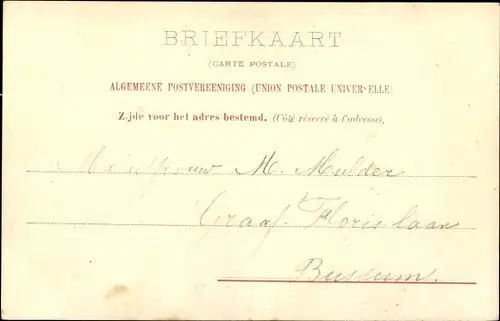 BRIEFKAART
(CARTE POSTALE)
ALGEMEENE POSTVEREENIGING (UNION POSTALE UNIVERSELLE)
Zijde voor het adres bestemd. (Côté réservé à l'adresse).
Mejufrouw M. Mulder
Graaf Florislaan
Bussum.